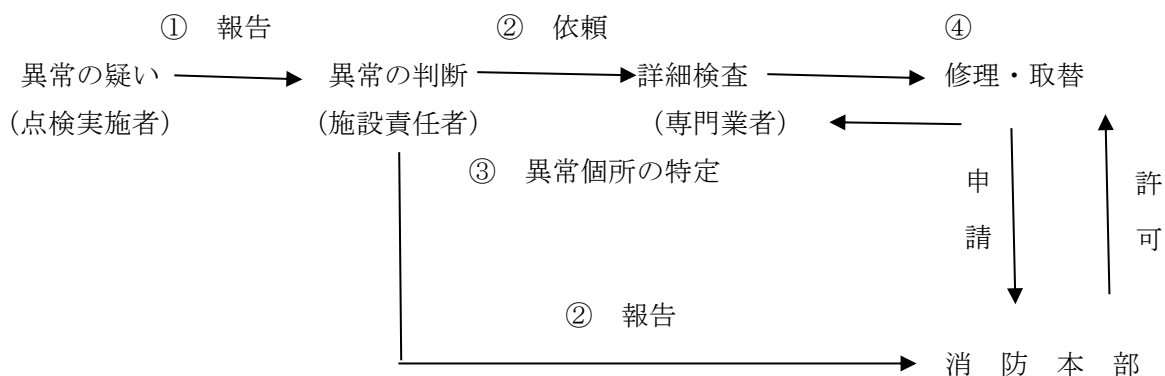 ① 報告 ② 依頼 ④
異常の疑い 異常の判断 詳細検査 修理・取替
(点検実施者) (施設責任者) (専門業者)
③ 異常個所の特定
申請 許可
② 報告
消防本部